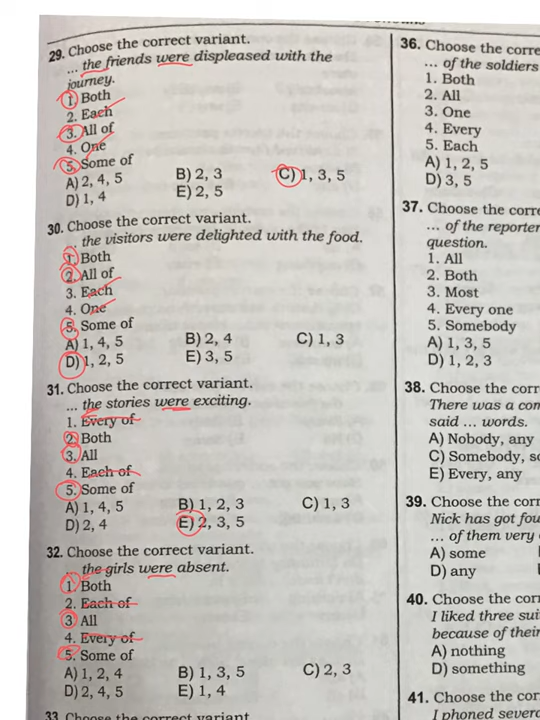 29. Choose the correct variant.
... the friends were displeased with the
journey.
1. Both
2. Each
3. All of
4. One
5. Some of
A) 2, 4, 5 B) 2, 3 C) 1, 3, 5
D) 1, 4 E) 2, 5
30. Choose the correct variant.
... the visitors were delighted with the food.
1. Both
2. All of
3. Each
4. One
5. Some of
A) 1, 4, 5 B) 2, 4 C) 1, 3
D) 1, 2, 5 E) 3, 5
31. Choose the correct variant.
... the stories were exciting.
1. Every of
2. Both
3. All
4. Each of
5. Some of
A) 1, 4, 5 B) 1, 2, 3 C) 1, 3
D) 2, 4 E) 2, 3, 5
32. Choose the correct variant.
... the girls were absent.
1. Both
2. Each of
3. All
4. Every of
5. Some of
A) 1, 2, 4 B) 1, 3, 5 C) 2, 3
D) 2, 4, 5 E) 1, 4
33. Choose the correct variant
36. Choose the corre
... of the soldiers
1. Both
2. All
3. One
4. Every
5. Each
A) 1, 2, 5
D) 3, 5
37. Choose the corre
... of the reporter
question.
1. All
2. Both
3. Most
4. Every one
5. Somebody
A) 1, 3, 5
D) 1, 2, 3
38. Choose the corr
There was a con
said ... words.
A) Nobody, any
C) Somebody, so
E) Every, any
39. Choose the corr
Nick has got fou
... of them very
A) some
D) any
40. Choose the corr
I liked three sui
because of their
A) nothing
D) something
41. Choose the corr
I phoned severa